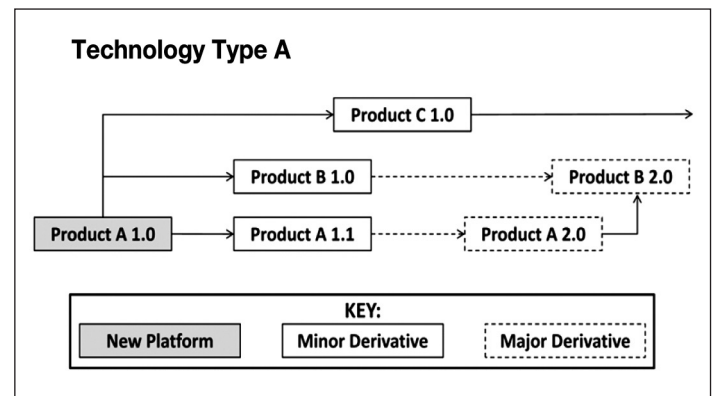 Technology Type A
Product C 1.0
Product B 1.0
Product B 2.0
Product A 1.0
Product A 1.1
Product A 2.0
KEY:
New Platform
Minor Derivative
Major Derivative